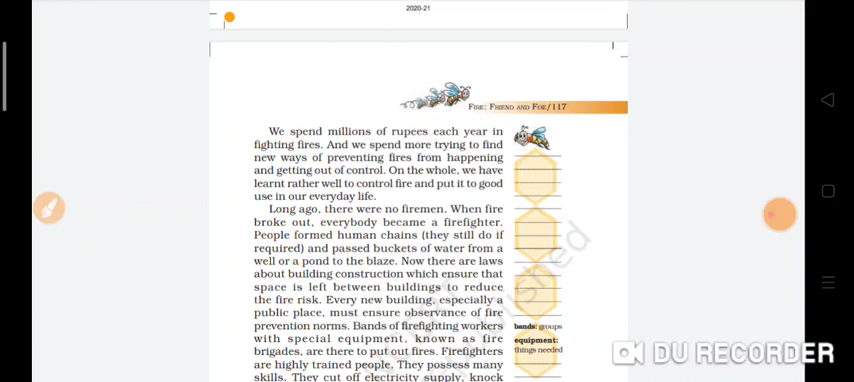 2020-21
FIRE: FRIEND AND FOE/117
We spend millions of rupees each year in
fighting fires. And we spend more trying to find
new ways of preventing fires from happening
and getting out of control. On the whole, we have
learnt rather well to control fire and put it to good
use in our everyday life.
Long ago, there were no firemen. When fire
broke out, everybody became a firefighter.
People formed human chains (they still do if
required) and passed buckets of water from a
well or a pond to the blaze. Now there are laws
about building construction which ensure that
space is left between buildings to reduce
the fire risk. Every new building, especially a
public place, must ensure observance of fire
prevention norms. Bands of firefighting workers
with special equipment, known as fire
brigades, are there to put out fires. Firefighters
are highly trained people. They possess many
skills. They cut off electricity supply, knock
bands: groups
equipment:
things needed
published
DU RECORDER